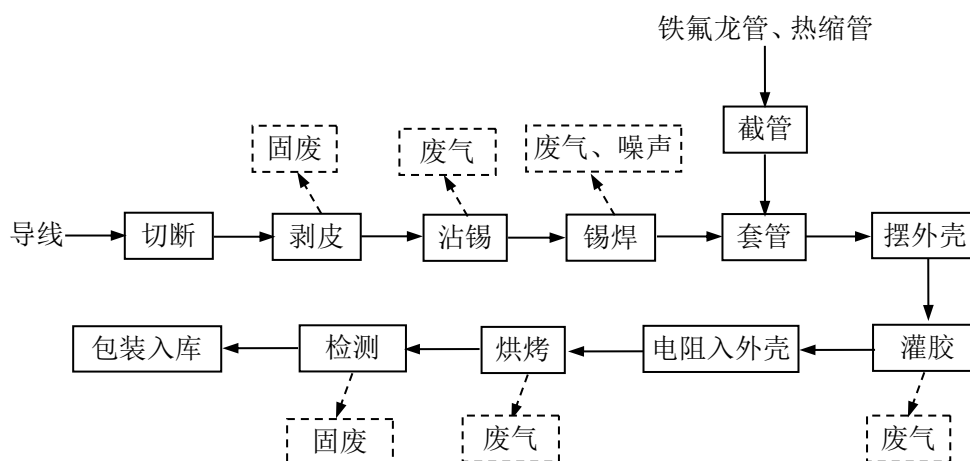 铁氟龙管、热缩管
截管
固废
废气
废气、噪声
导线
切断
剥皮
沾锡
锡焊
套管
摆外壳
包装入库
检测
烘烤
电阻入外壳
灌胶
固废
废气
废气